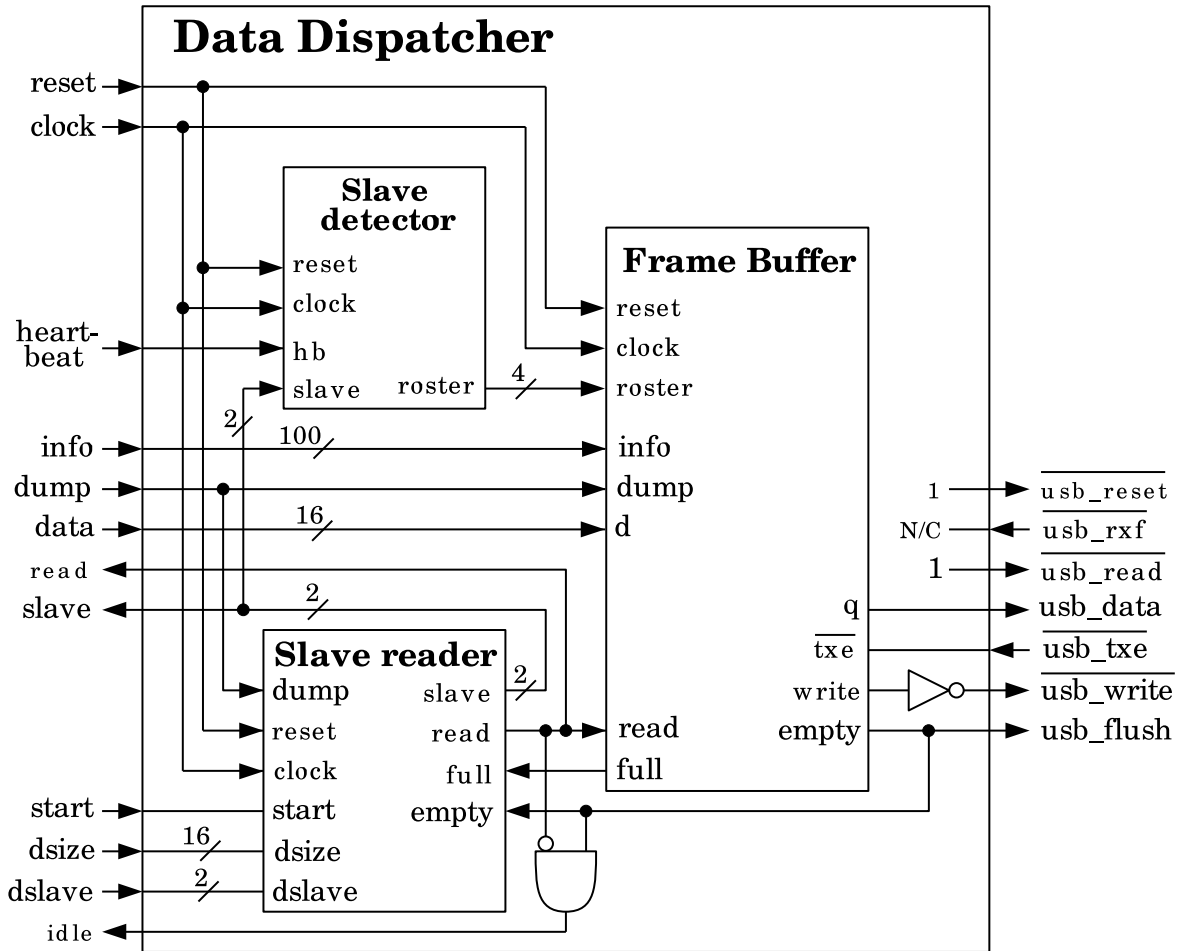 Data Dispatcher
reset
clock
heart-
beat
info
dump
data
read
slave
start
dsize
dslave
idle
Slave
detector
reset
clock
hb
slave
roster
2
4
100
16
2
16
2
Slave reader
dump
reset
clock
start
dsize
dslave
slave
read
full
empty
2
Frame Buffer
reset
clock
roster
info
dump
d
read
full
q
txe
write
empty
1
N/C
1
usb_reset
usb_rxf
usb_read
usb_data
usb_txe
usb_write
usb_flush